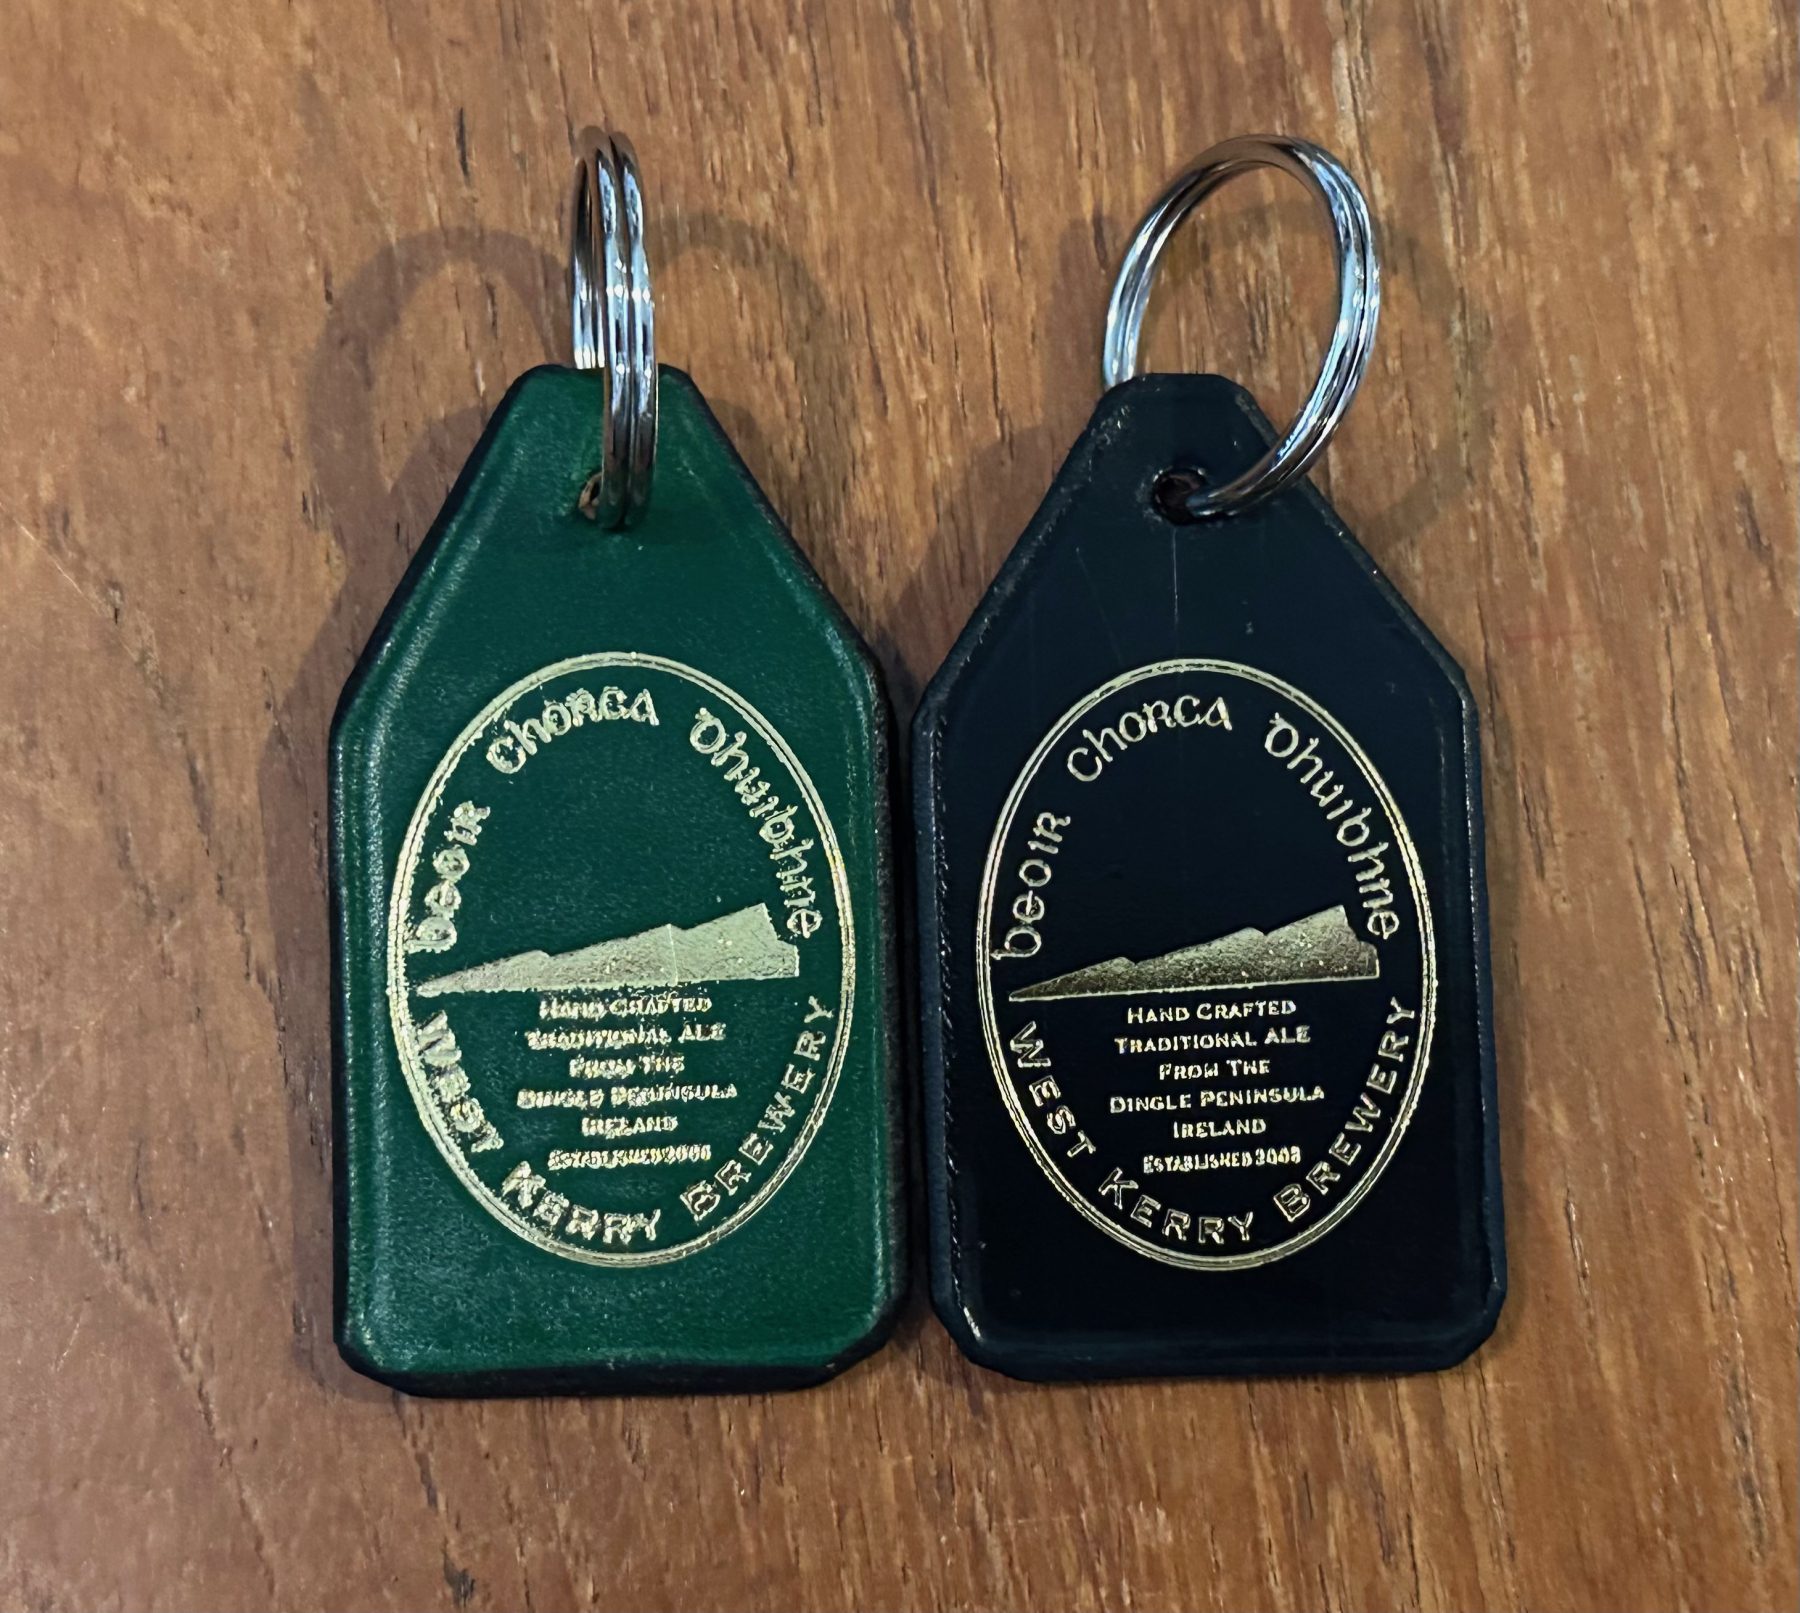 beoir Chorca Dhuibhne
Hand Crafted
Traditional Ale
From The
Dingle Peninsula
Ireland
Established 2008
West Kerry Brewery
beoir Chorca Dhuibhne
Hand Crafted
Traditional Ale
From The
Dingle Peninsula
Ireland
Established 2008
West Kerry Brewery